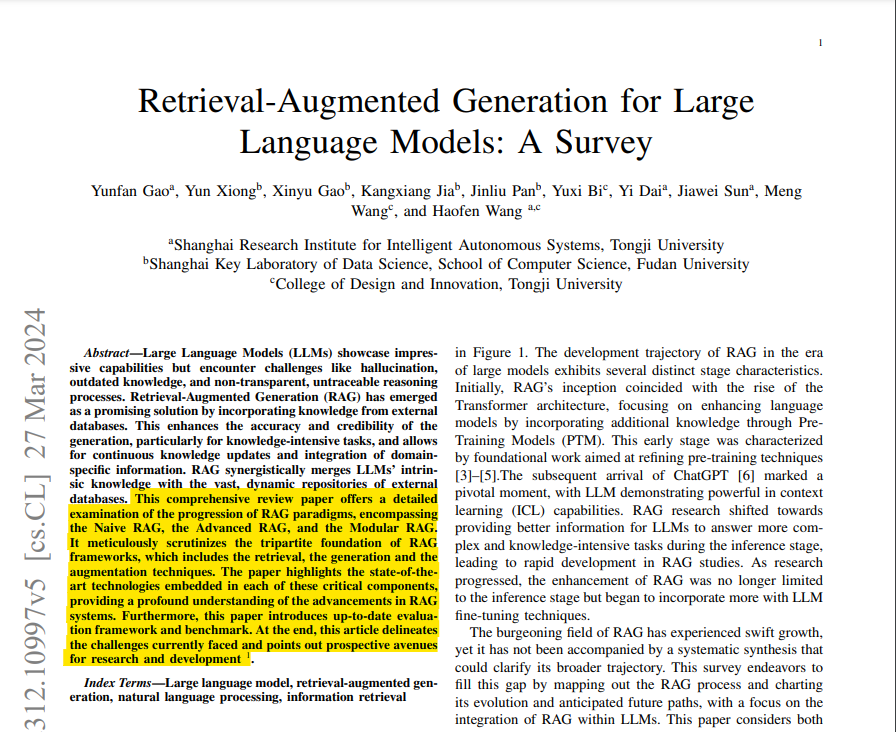 1
Retrieval-Augmented Generation for Large
Language Models: A Survey
Yunfan Gaoᵃ, Yun Xiongᵇ, Xinyu Gaoᵇ, Kangxiang Jiaᵇ, Jinliu Panᵇ, Yuxi Biᶜ, Yi Daiᵃ, Jiawei Sunᵃ, Meng
Wangᶜ, and Haofen Wang ᵃ,ᶜ
ᵃShanghai Research Institute for Intelligent Autonomous Systems, Tongji University
ᵇShanghai Key Laboratory of Data Science, School of Computer Science, Fudan University
ᶜCollege of Design and Innovation, Tongji University
312.10997v5 [cs.CL] 27 Mar 2024
Abstract—Large Language Models (LLMs) showcase impres-
sive capabilities but encounter challenges like hallucination,
outdated knowledge, and non-transparent, untraceable reasoning
processes. Retrieval-Augmented Generation (RAG) has emerged
as a promising solution by incorporating knowledge from external
databases. This enhances the accuracy and credibility of the
generation, particularly for knowledge-intensive tasks, and allows
for continuous knowledge updates and integration of domain-
specific information. RAG synergistically merges LLMs' intrin-
sic knowledge with the vast, dynamic repositories of external
databases. This comprehensive review paper offers a detailed
examination of the progression of RAG paradigms, encompassing
the Naive RAG, the Advanced RAG, and the Modular RAG.
It meticulously scrutinizes the tripartite foundation of RAG
frameworks, which includes the retrieval, the generation and the
augmentation techniques. The paper highlights the state-of-the-
art technologies embedded in each of these critical components,
providing a profound understanding of the advancements in RAG
systems. Furthermore, this paper introduces up-to-date evalua-
tion framework and benchmark. At the end, this article delineates
the challenges currently faced and points out prospective avenues
for research and development ¹.
Index Terms—Large language model, retrieval-augmented gen-
eration, natural language processing, information retrieval
in Figure 1. The development trajectory of RAG in the era
of large models exhibits several distinct stage characteristics.
Initially, RAG's inception coincided with the rise of the
Transformer architecture, focusing on enhancing language
models by incorporating additional knowledge through Pre-
Training Models (PTM). This early stage was characterized
by foundational work aimed at refining pre-training techniques
[3]–[5].The subsequent arrival of ChatGPT [6] marked a
pivotal moment, with LLM demonstrating powerful in context
learning (ICL) capabilities. RAG research shifted towards
providing better information for LLMs to answer more com-
plex and knowledge-intensive tasks during the inference stage,
leading to rapid development in RAG studies. As research
progressed, the enhancement of RAG was no longer limited
to the inference stage but began to incorporate more with LLM
fine-tuning techniques.
The burgeoning field of RAG has experienced swift growth,
yet it has not been accompanied by a systematic synthesis that
could clarify its broader trajectory. This survey endeavors to
fill this gap by mapping out the RAG process and charting
its evolution and anticipated future paths, with a focus on the
integration of RAG within LLMs. This paper considers both